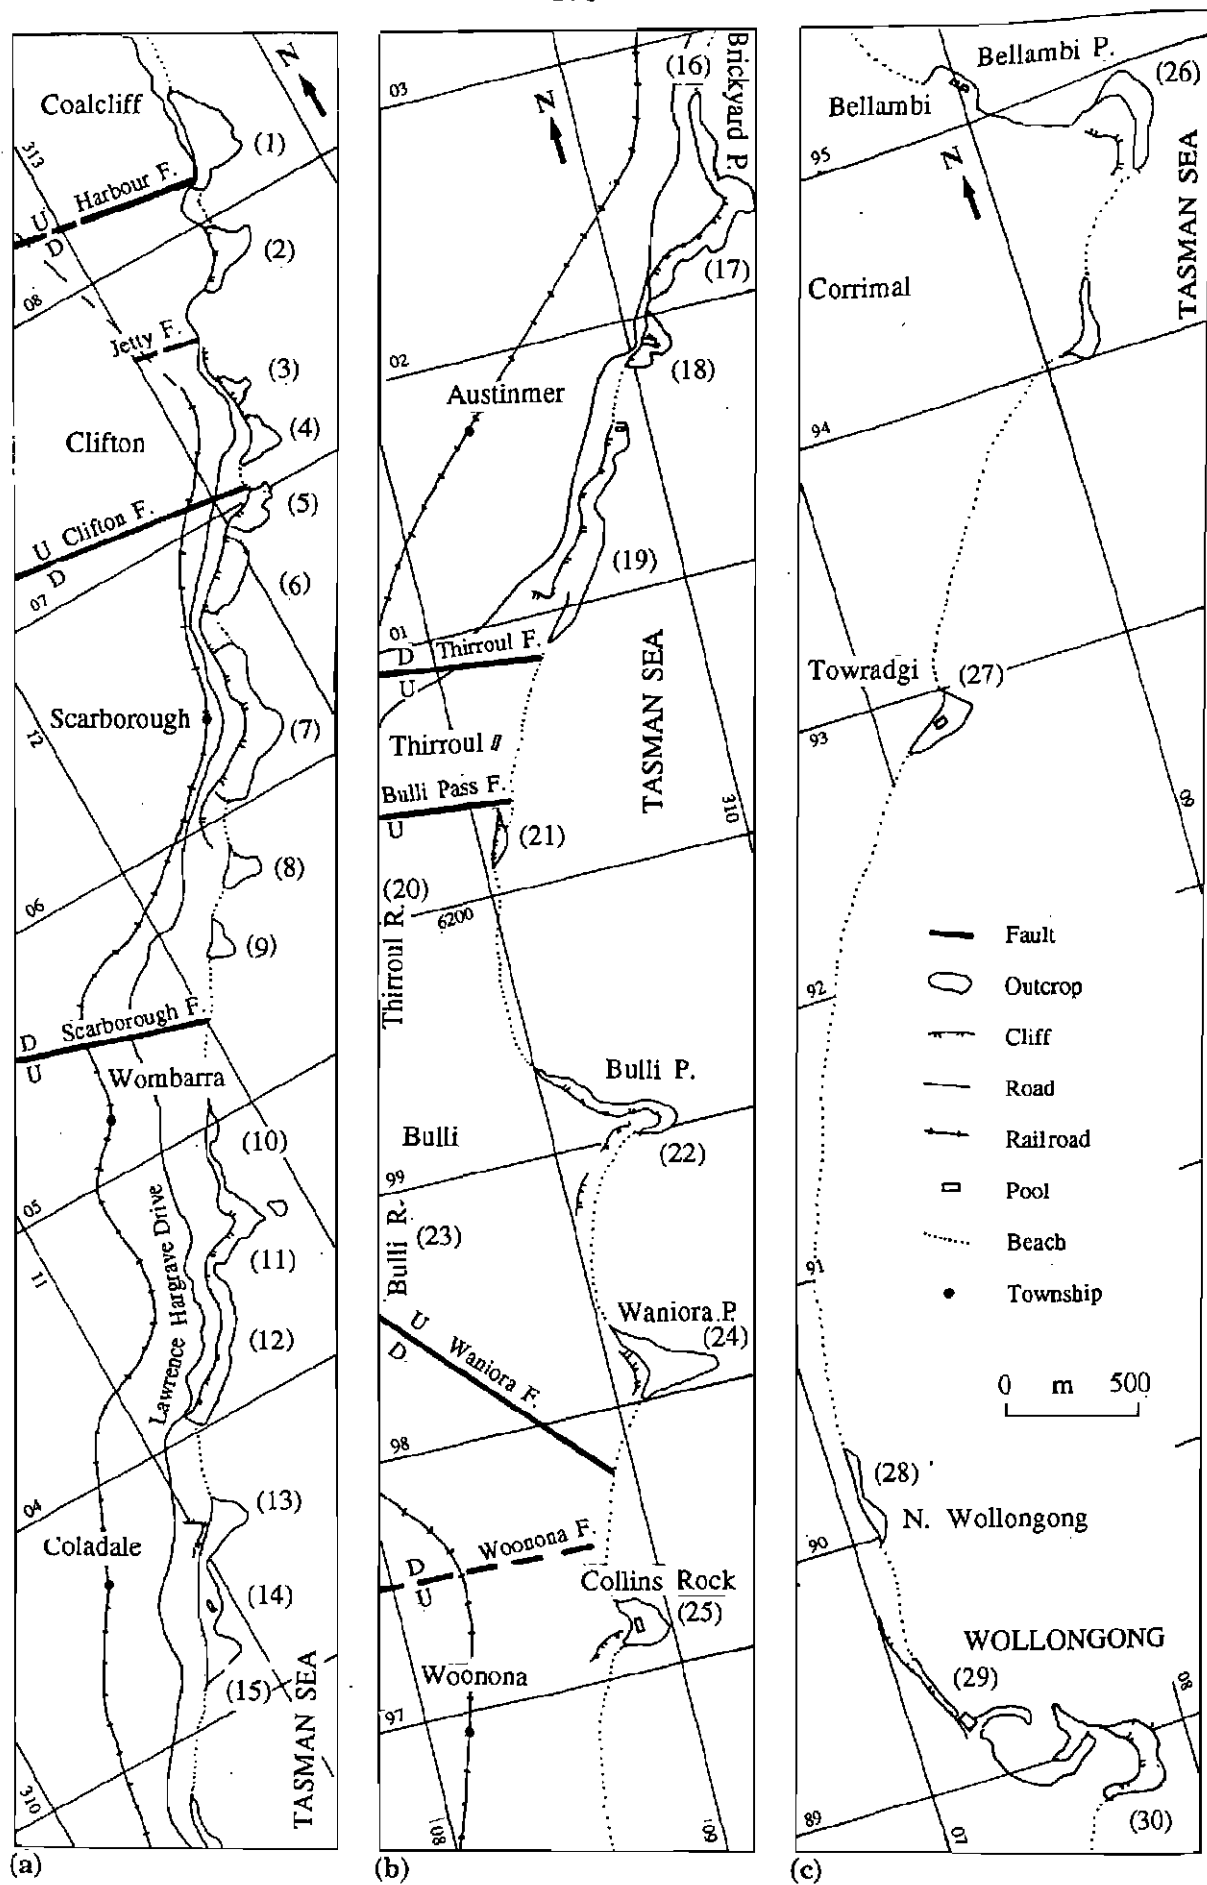 Coalcliff
(1)
N
313
Harbour F.
U
D
(2)
08
Jetty F.
(3)
Clifton
(4)
U Clifton F.
D
(5)
07
(6)
Scarborough
(7)
12
(8)
06
(9)
D Scarborough F.
U
Wombarra
(10)
05
Lawrence Hargrave Drive
(11)
11
(12)
04
(13)
Coladale
(14)
(15)
TASMAN SEA
310
(a)
03
(16)
Brickyard P.
N
(17)
02
(18)
Austinmer
(19)
01
D Thirroul F.
U
TASMAN SEA
Thirroul
Bulli Pass F.
U
310
(21)
(20)
Thirroul R.
6200
Bulli P.
Bulli
(22)
99
Bulli R.
(23)
Waniora P.
(24)
U
D
Waniora F.
98
D Woonona F.
U
Collins Rock
(25)
Woonona
97
108
109
(b)
Bellambi P.
(26)
Bellambi
95
N
TASMAN SEA
Corrimal
94
Towradgi
(27)
93
09
Fault
92
Outcrop
Cliff
Road
Railroad
Pool
Beach
91
Township
0 m 500
(28)
N. Wollongong
90
WOLLONGONG
(29)
08
89
07
(30)
(c)